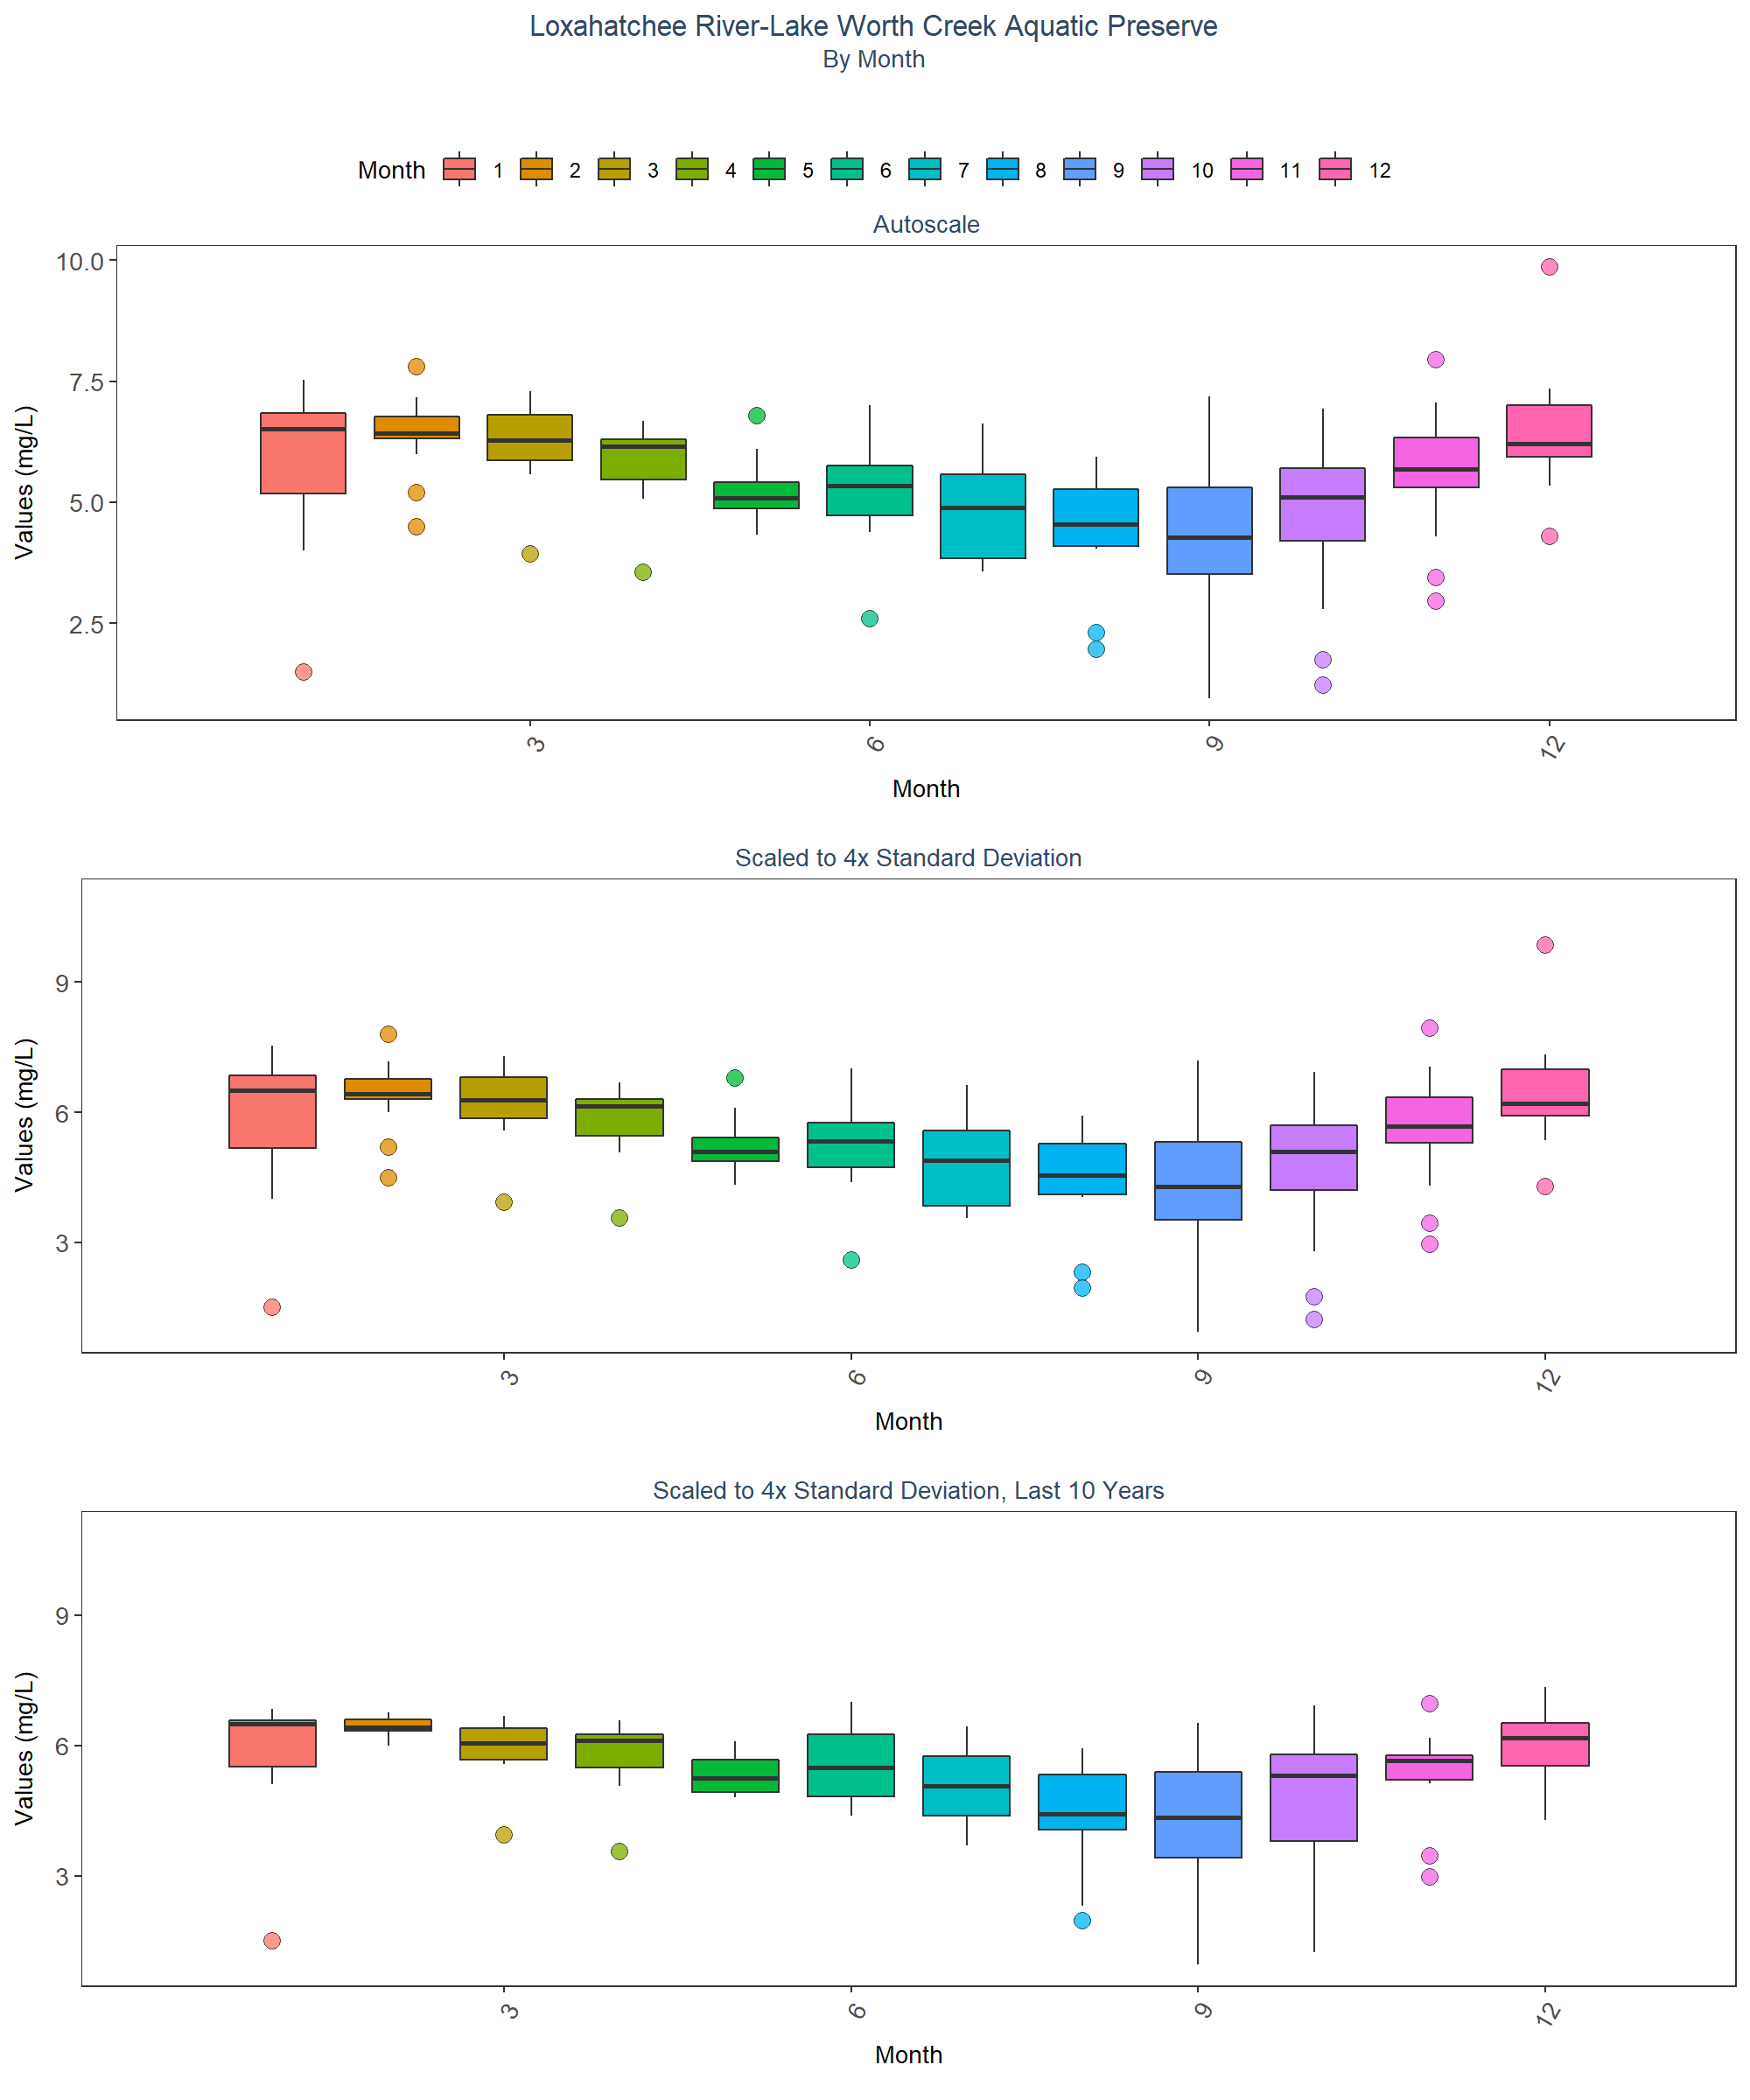 Loxahatchee River-Lake Worth Creek Aquatic Preserve
By Month
Month 1 2 3 4 5 6 7 8 9 10 11 12
Autoscale
10.0
7.5
5.0
2.5
Values (mg/L)
3 6 9 12
Month
Scaled to 4x Standard Deviation
9
6
3
Values (mg/L)
3 6 9 12
Month
Scaled to 4x Standard Deviation, Last 10 Years
9
6
3
Values (mg/L)
3 6 9 12
Month